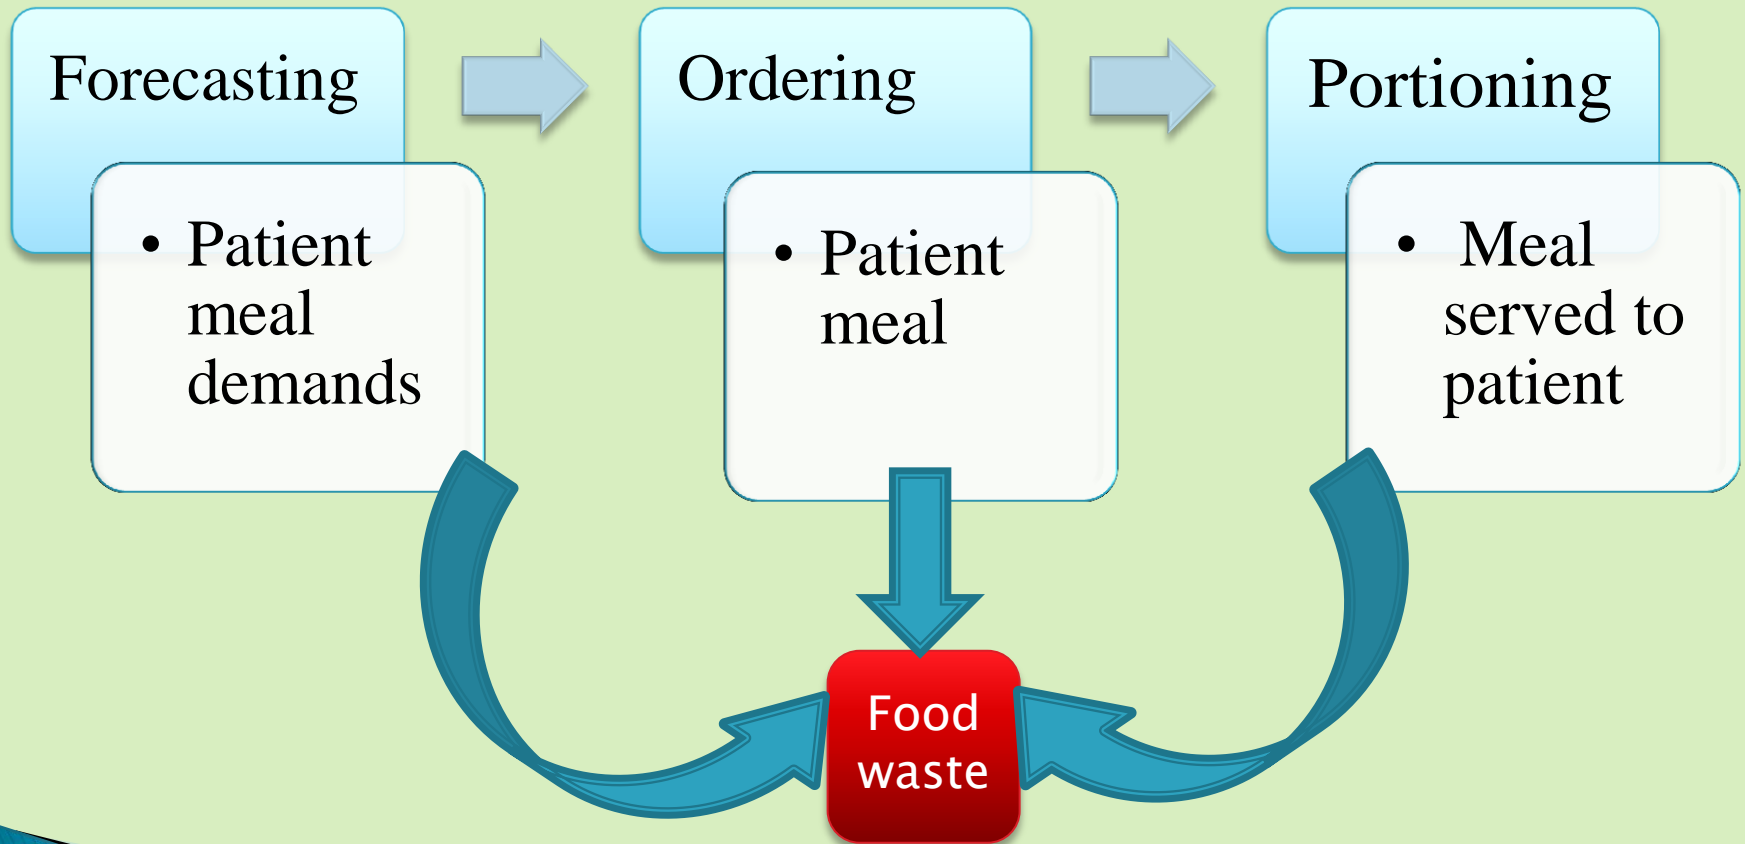 Forecasting
• Patient
meal
demands
Ordering
• Patient
meal
Portioning
• Meal
served to
patient
Food
waste